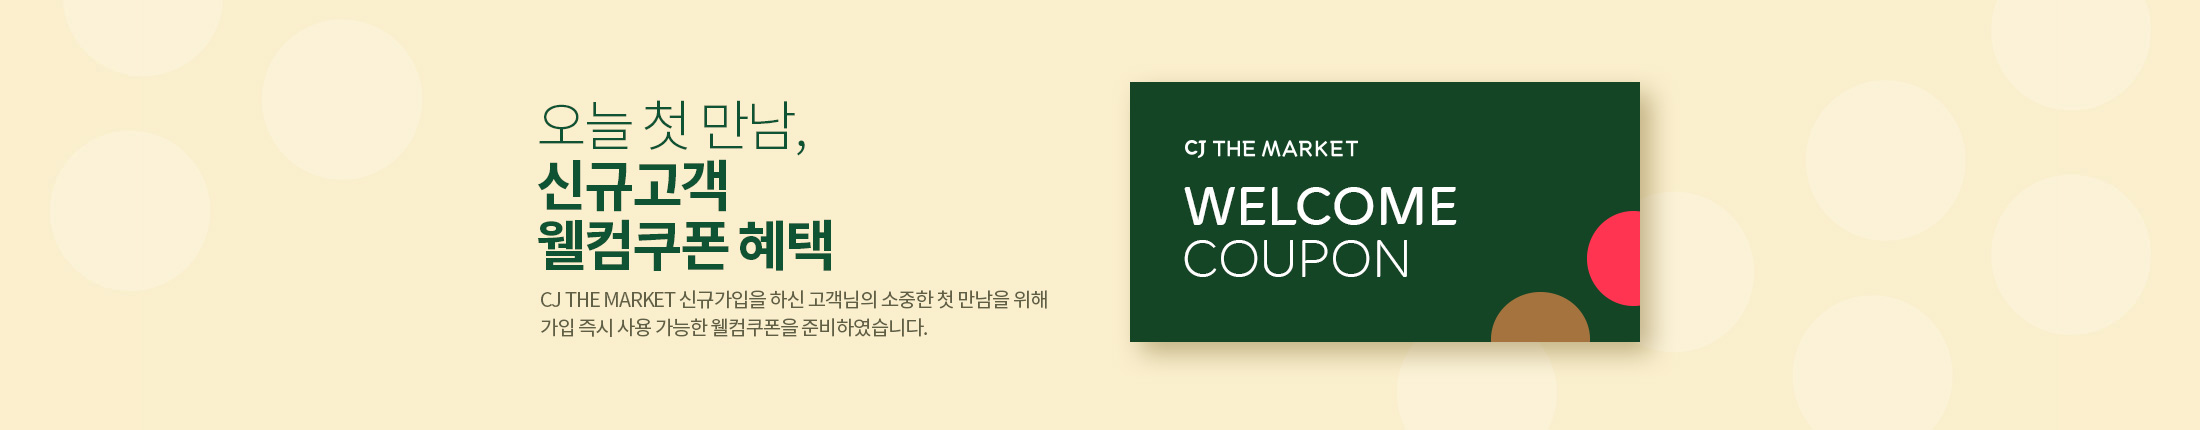 오늘 첫 만남,
신규고객
웰컴쿠폰 혜택
CJ THE MARKET 신규가입을 하신 고객님의 소중한 첫 만남을 위해
가입 즉시 사용 가능한 웰컴쿠폰을 준비하였습니다.
CJ THE MARKET
WELCOME
COUPON